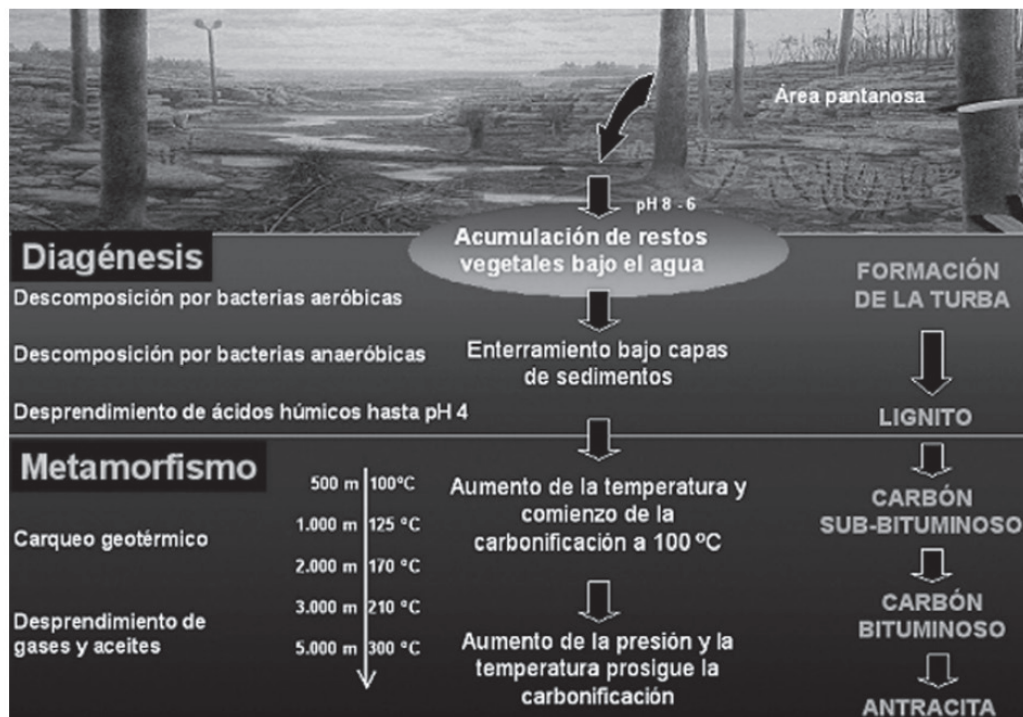 Área pantanosa
pH 8 - 6
Acumulación de restos
vegetales bajo el agua
Diagénesis
Descomposición por bacterias aeróbicas
Descomposición por bacterias anaeróbicas
Desprendimiento de ácidos húmicos hasta pH 4
Enterramiento bajo capas
de sedimentos
FORMACIÓN
DE LA TURBA
LIGNITO
Metamorfismo
Carqueo geotérmico
Desprendimiento de
gases y aceites
500 m 100ºC
1.000 m 125 ºC
2.000 m 170 ºC
3.000 m 210 ºC
5.000 m 300 ºC
Aumento de la temperatura y
comienzo de la
carbonificación a 100 ºC
Aumento de la presión y la
temperatura prosigue la
carbonificación
CARBÓN
SUB-BITUMINOSO
CARBÓN
BITUMINOSO
ANTRACITA